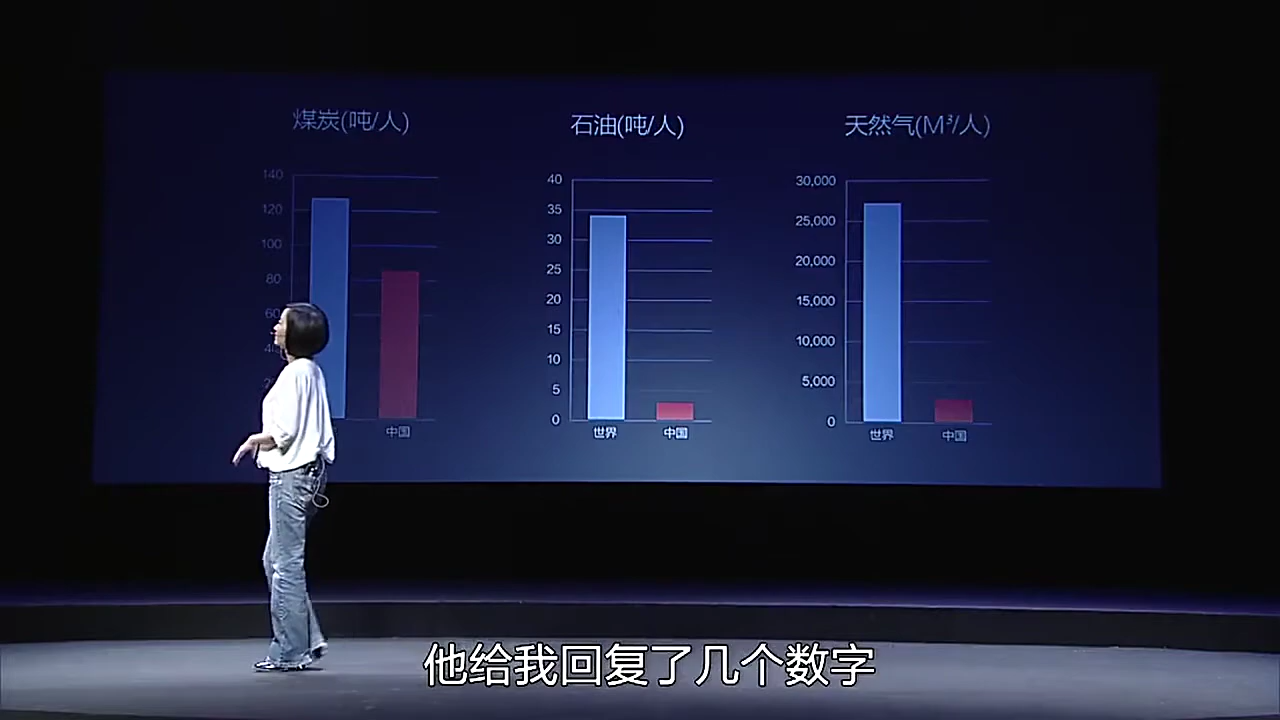 煤炭(吨/人)
石油(吨/人)
天然气(M³/人)
140
120
100
80
60
中国
40
35
30
25
20
15
10
5
0
世界
中国
30,000
25,000
20,000
15,000
10,000
5,000
0
世界
中国
他给我回复了几个数字